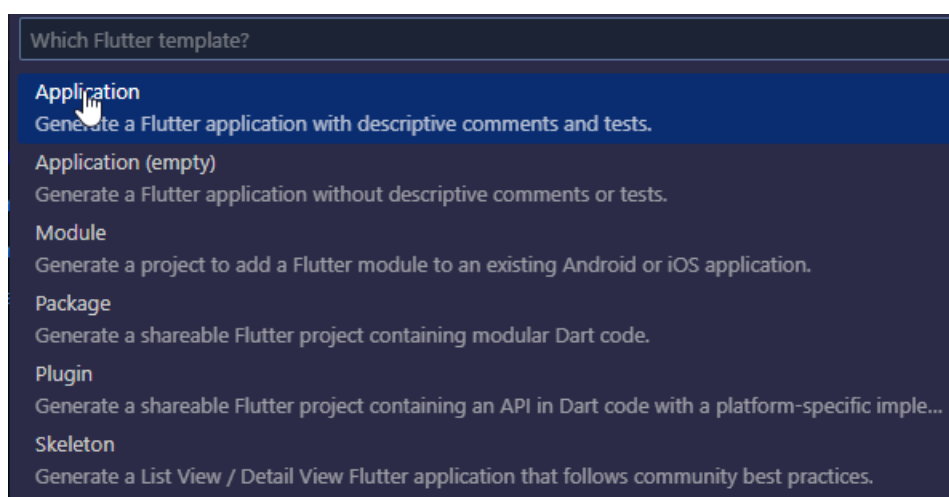 Which Flutter template?
Application
Generate a Flutter application with descriptive comments and tests.
Application (empty)
Generate a Flutter application without descriptive comments or tests.
Module
Generate a project to add a Flutter module to an existing Android or iOS application.
Package
Generate a shareable Flutter project containing modular Dart code.
Plugin
Generate a shareable Flutter project containing an API in Dart code with a platform-specific imple...
Skeleton
Generate a List View / Detail View Flutter application that follows community best practices.